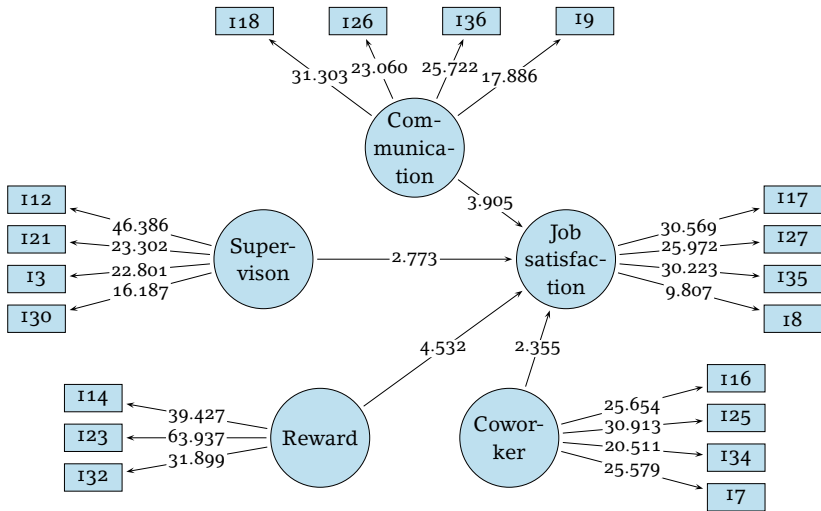 I18
I26
I36
I9
31.303
23.060
25.722
17.886
Com-
munica-
tion
3.905
I12
I21
I3
I30
46.386
23.302
22.801
16.187
Super-
vison
2.773
Job
satisfac-
tion
30.569
25.972
30.223
9.807
I17
I27
I35
I8
4.532
2.355
I14
I23
I32
39.427
63.937
31.899
Reward
Cowor-
ker
25.654
30.913
20.511
25.579
I16
I25
I34
I7